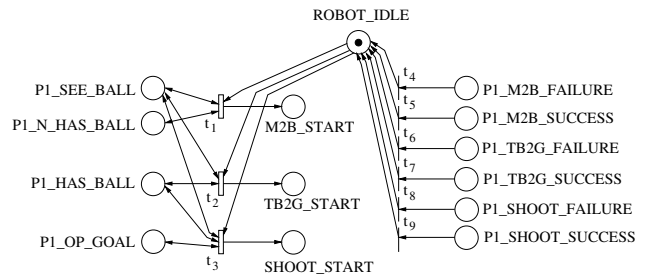 ROBOT_IDLE
P1_SEE_BALL
P1_N_HAS_BALL
t1
M2B_START
P1_HAS_BALL
t2
TB2G_START
P1_OP_GOAL
t3
SHOOT_START
t4
P1_M2B_FAILURE
t5
P1_M2B_SUCCESS
t6
P1_TB2G_FAILURE
t7
P1_TB2G_SUCCESS
t8
P1_SHOOT_FAILURE
t9
P1_SHOOT_SUCCESS